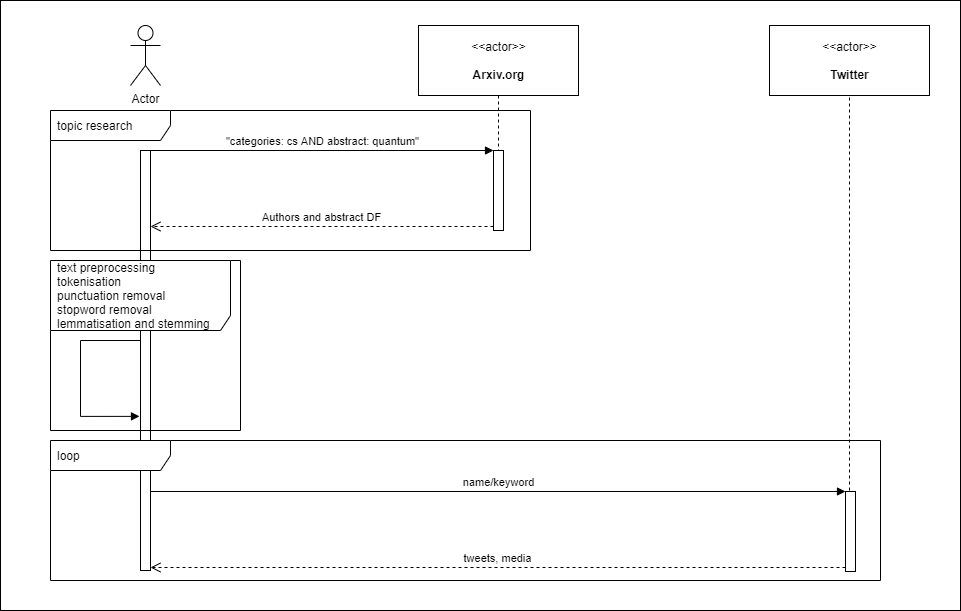 <<actor>>
Arxiv.org
<<actor>>
Twitter
Actor
topic research
"categories: cs AND abstract: quantum"
Authors and abstract DF
text preprocessing
tokenisation
punctuation removal
stopword removal
lemmatisation and stemming
loop
name/keyword
tweets, media